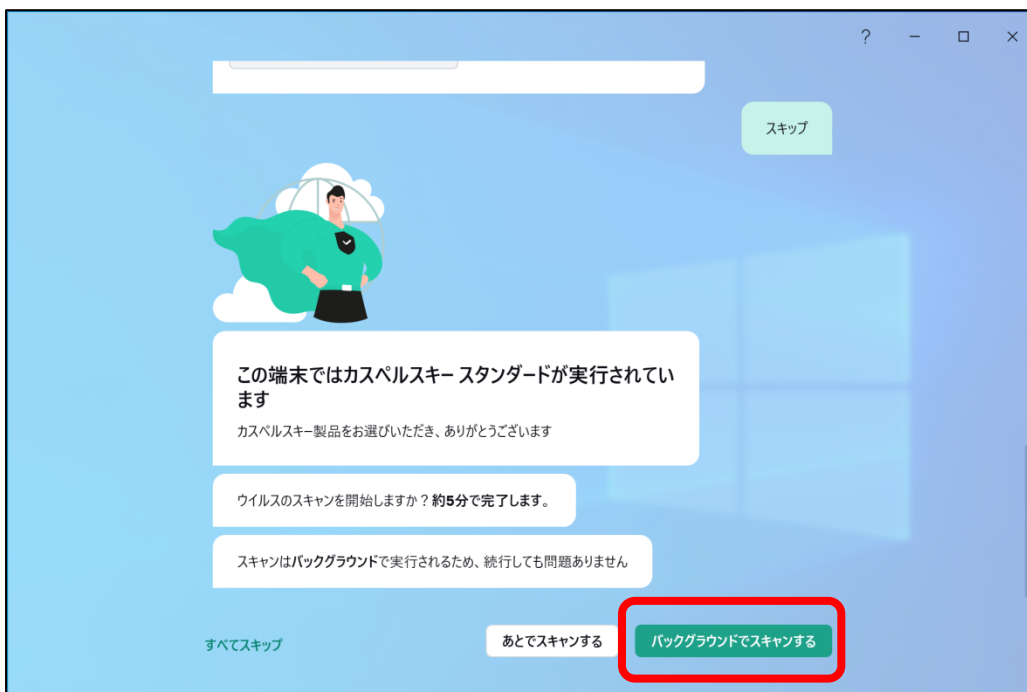 スキップ
この端末ではカスペルスキー スタンダードが実行されてい
ます
カスペルスキー製品をお選びいただき、ありがとうございます
ウイルスのスキャンを開始しますか？約5分で完了します。
スキャンはバックグラウンドで実行されるため、続行しても問題ありません
すべてスキップ
あとでスキャンする
バックグラウンドでスキャンする